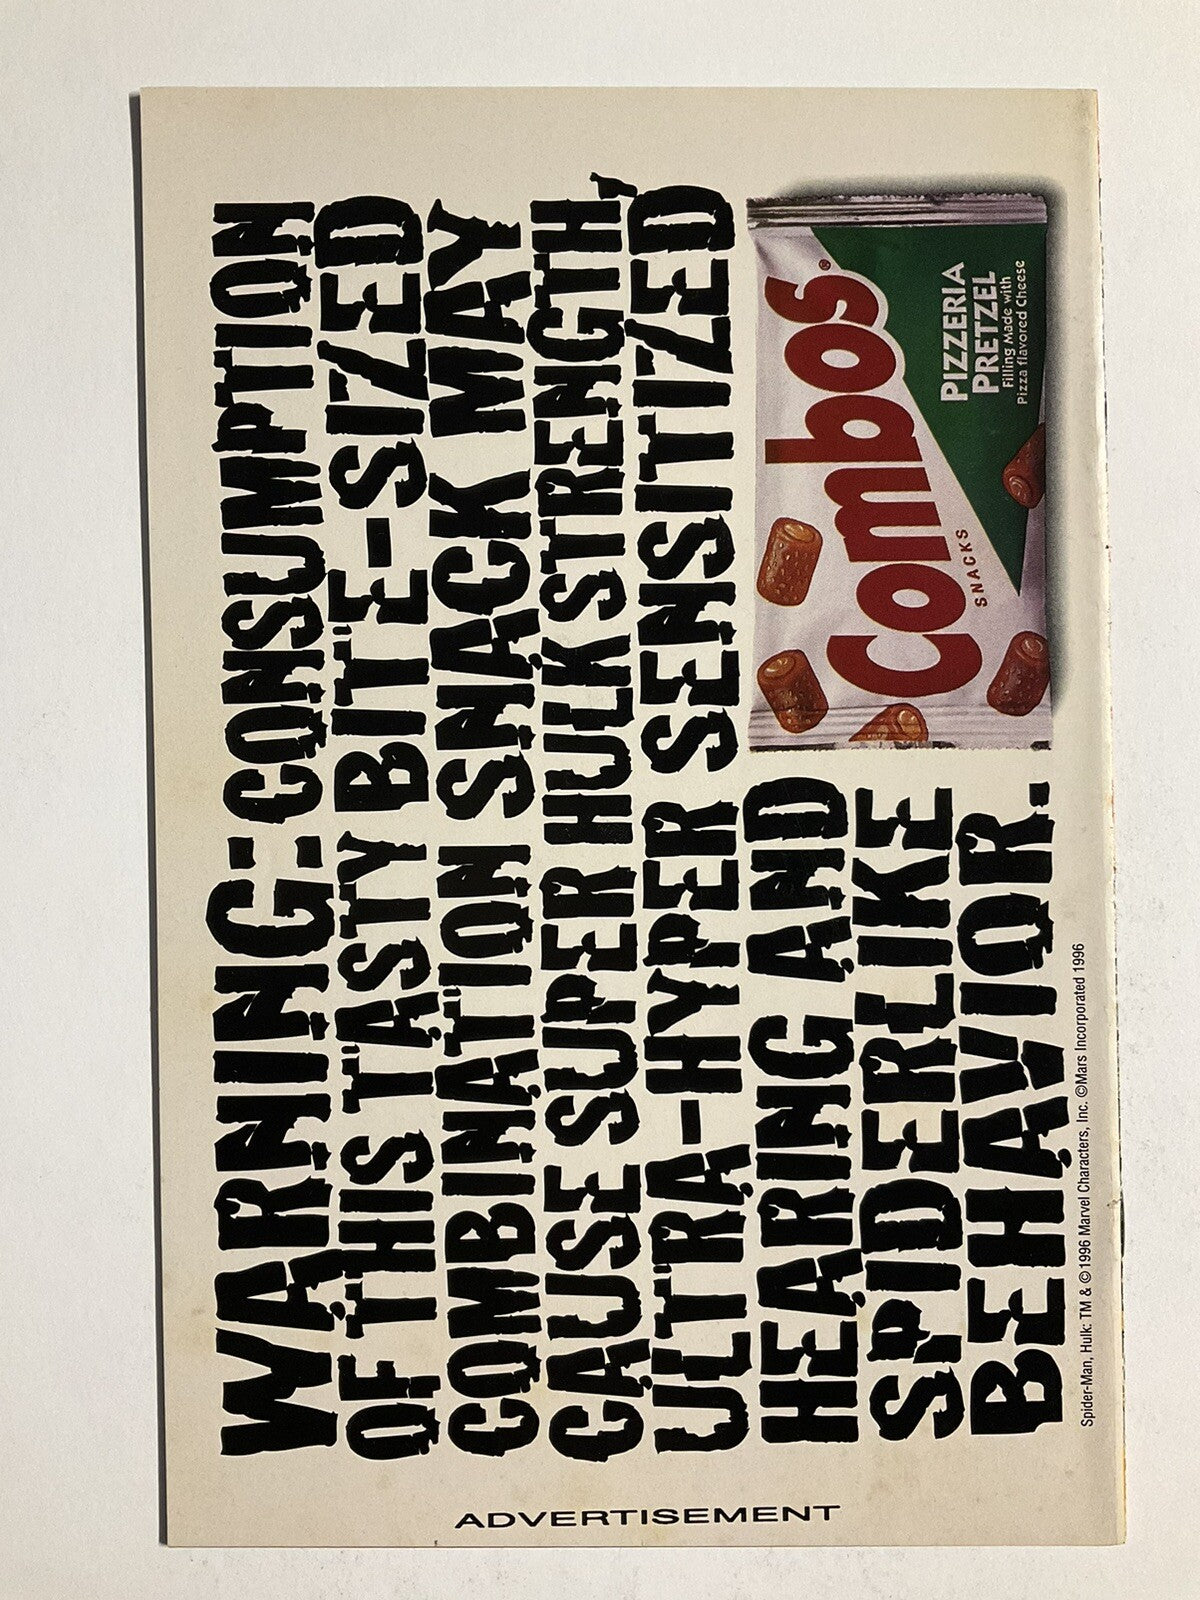 ADVERTISEMENT
WARNING: CONSUMPTION
OF THIS TASTY BITE-SIZED
COMBINATION SNACK MAY
CAUSE SUPER HULK STRENGTH,
ULTRA-HYPER SENSITIZED
HEARING AND
SPIDERLIKE
BEHAVIOR.
Combos®
SNACKS
PIZZERIA
PRETZEL
Filling Made with
Pizza flavored Cheese
Spider-Man, Hulk: TM & ©1996 Marvel Characters, Inc. ©Mars Incorporated 1996